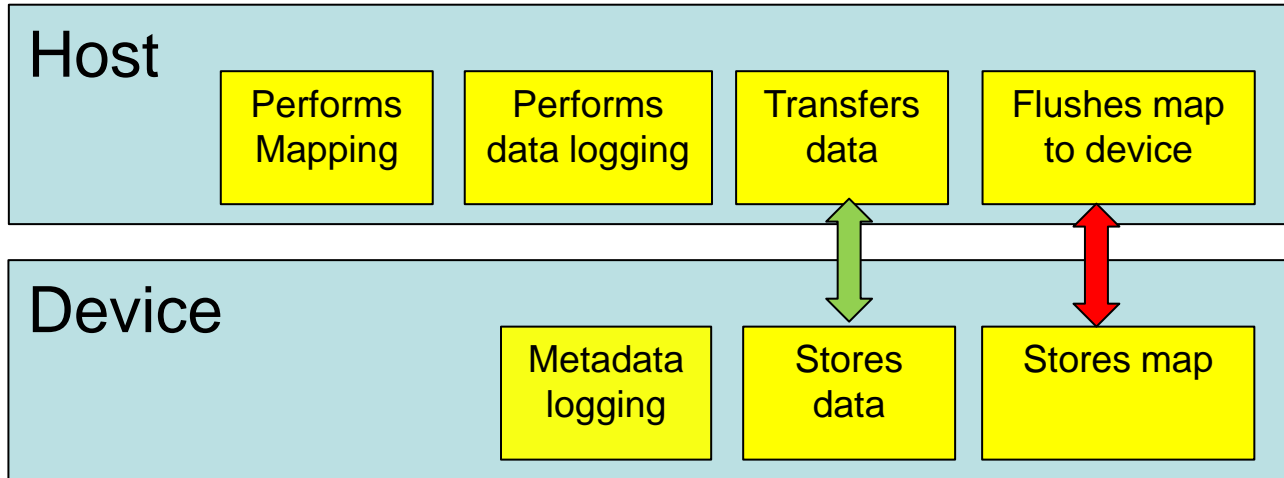 Host
Performs
Mapping
Performs
data logging
Transfers
data
Flushes map
to device
Device
Metadata
logging
Stores
data
Stores map